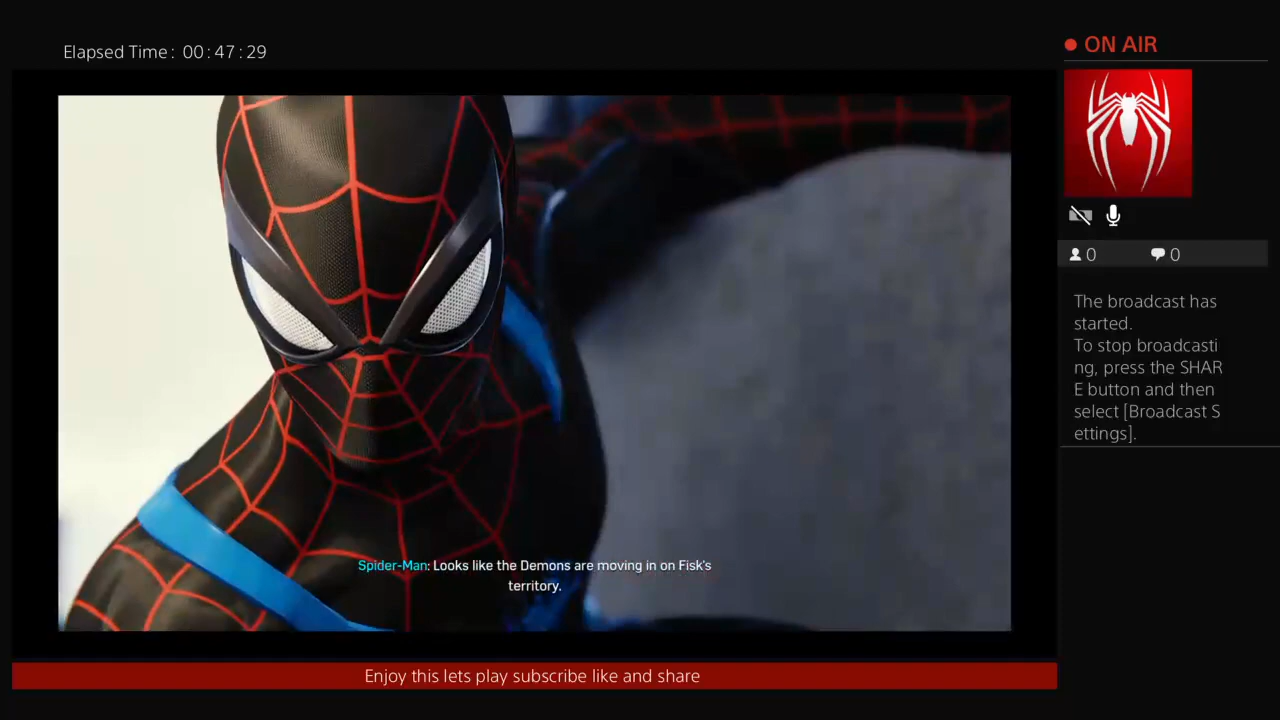 Elapsed Time: 00:47:29
ON AIR
0 0
The broadcast has
started.
To stop broadcasti
ng, press the SHAR
E button and then
select [Broadcast S
ettings].
Spider-Man: Looks like the Demons are moving in on Fisk's
territory.
Enjoy this lets play subscribe like and share